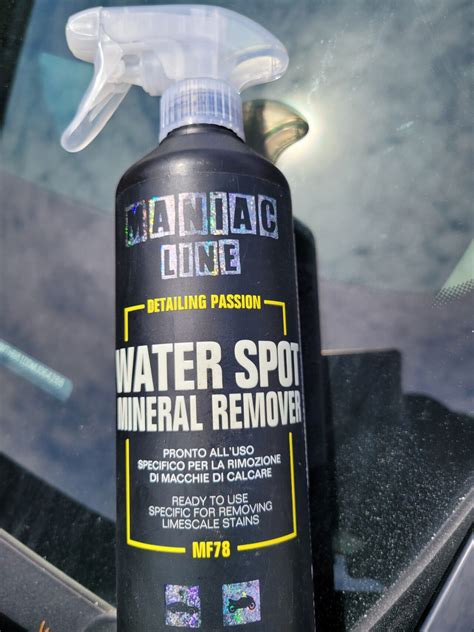 MANIAC
LINE
DETAILING PASSION
WATER SPOT
MINERAL REMOVER
PRONTO ALL'USO
SPECIFICO PER LA RIMOZIONE
DI MACCHIE DI CALCARE
READY TO USE
SPECIFIC FOR REMOVING
LIMESCALE STAINS
MF78